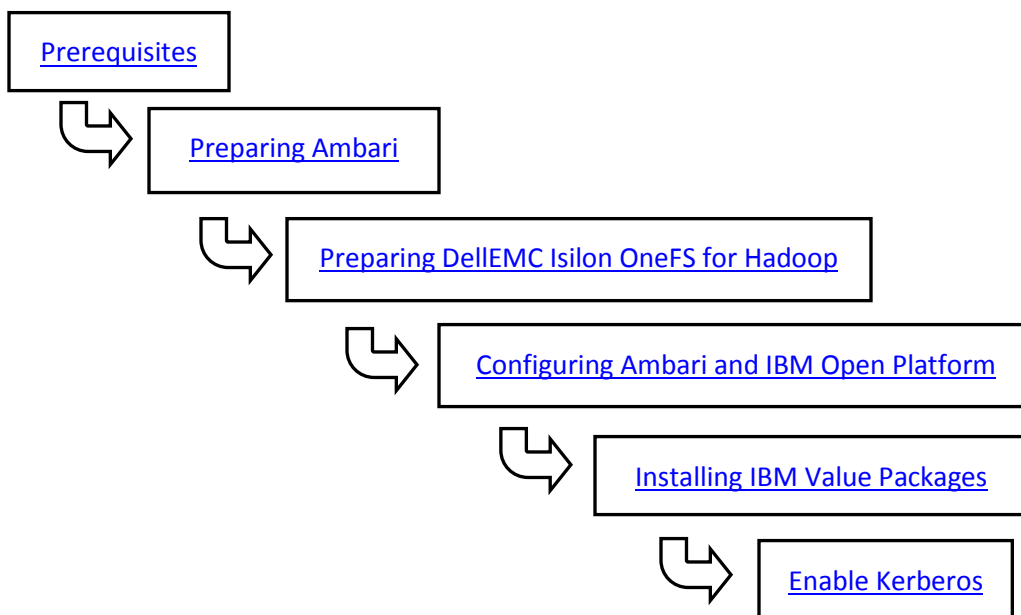 Prerequisites
Preparing Ambari
Preparing DellEMC Isilon OneFS for Hadoop
Configuring Ambari and IBM Open Platform
Installing IBM Value Packages
Enable Kerberos